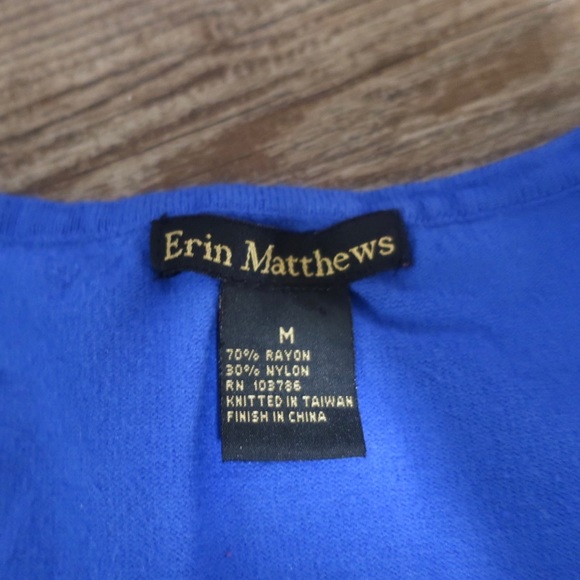 Erin Matthews
M
70% RAYON
30% NYLON
RN 103786
KNITTED IN TAIWAN
FINISH IN CHINA